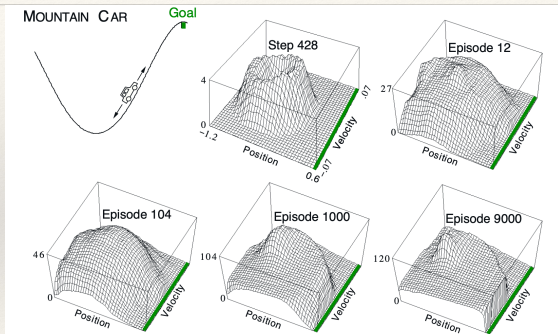 MOUNTAIN CAR
Goal
Step 428
4
0
-1.2
Position
0.6
-.07
Velocity
.07
Episode 12
27
0
Position
Velocity
Episode 104
46
0
Position
Velocity
Episode 1000
104
0
Position
Velocity
Episode 9000
120
0
Position
Velocity